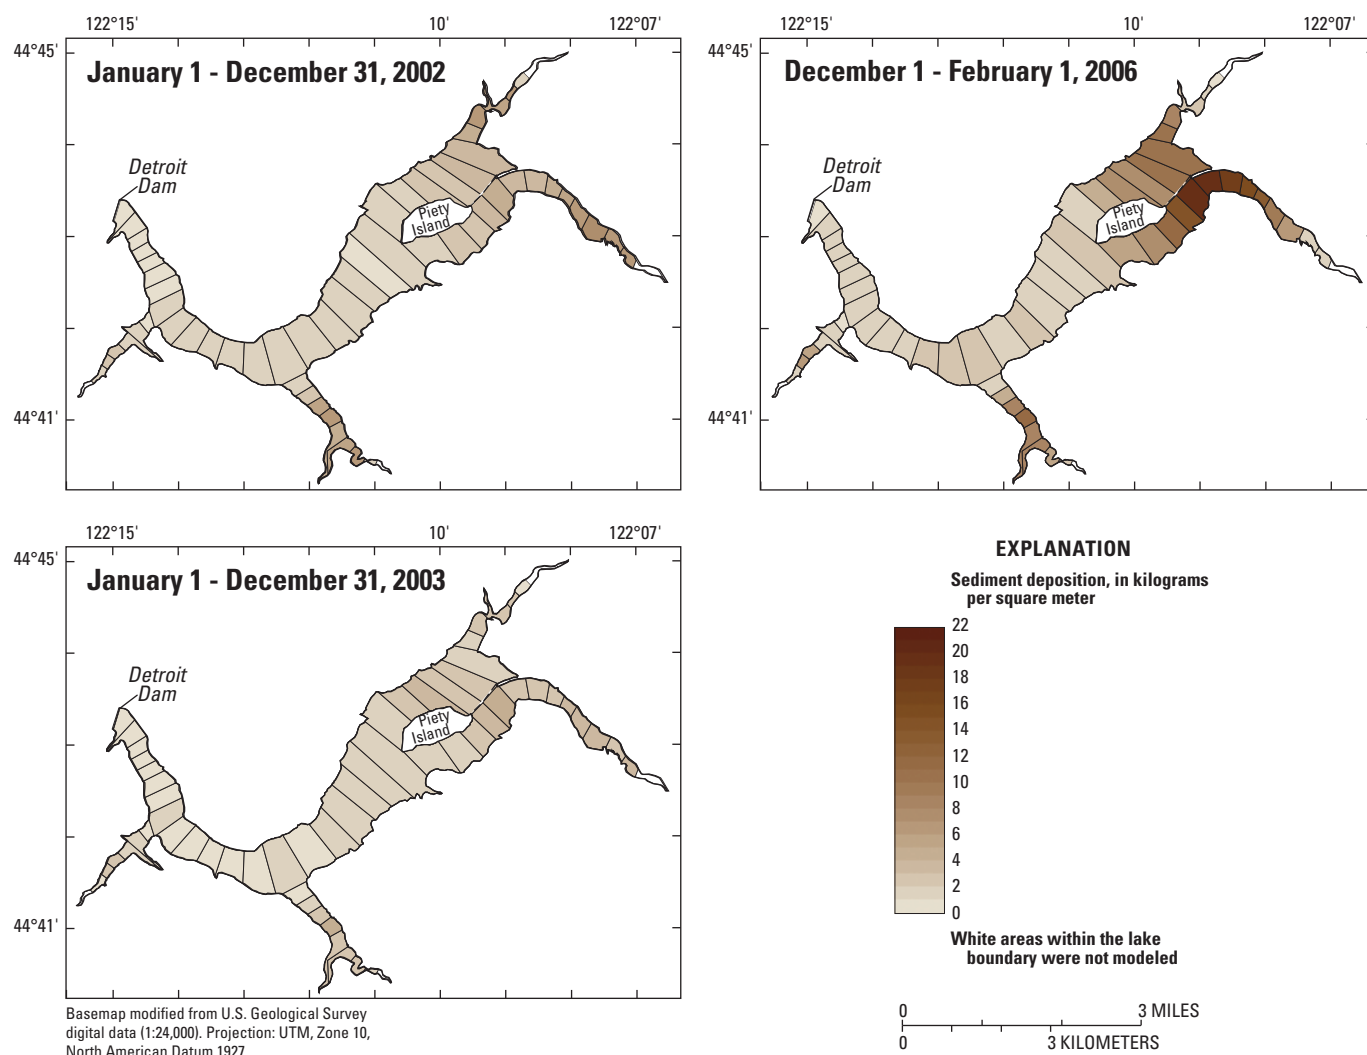 122°15'
10'
122°07'
44°45'
January 1 - December 31, 2002
Detroit
Dam
Piety
Island
44°41'
122°15'
10'
122°07'
44°45'
December 1 - February 1, 2006
Detroit
Dam
Piety
Island
44°41'
122°15'
10'
122°07'
44°45'
January 1 - December 31, 2003
Detroit
Dam
Piety
Island
44°41'
Basemap modified from U.S. Geological Survey
digital data (1:24,000). Projection: UTM, Zone 10,
North American Datum 1927
EXPLANATION
Sediment deposition, in kilograms
per square meter
22
20
18
16
14
12
10
8
6
4
2
0
White areas within the lake
boundary were not modeled
0
3 MILES
0
3 KILOMETERS